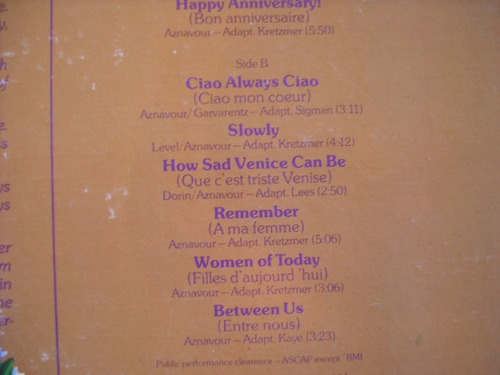 Happy Anniversary!
(Bon anniversaire)
Aznavour—Adapt. Kretzmer (5:50)
Side B
Ciao Always Ciao
(Ciao mon coeur)
Aznavour/Garvarentz—Adapt. Sigman (3:11)
Slowly
Level/Aznavour—Adapt. Kretzmer (4:12)
How Sad Venice Can Be
(Que c'est triste Venise)
Dorin/Aznavour—Adapt. Lees (2:50)
Remember
(A ma femme)
Aznavour—Adapt. Kretzmer (5:06)
Women of Today
(Filles d'aujourd 'hui)
Aznavour—Adapt. Kretzmer (3:06)
Between Us
(Entre nous)
Aznavour—Adapt. Kaye (3:23)
Public performance clearance—ASCAP except *BMI